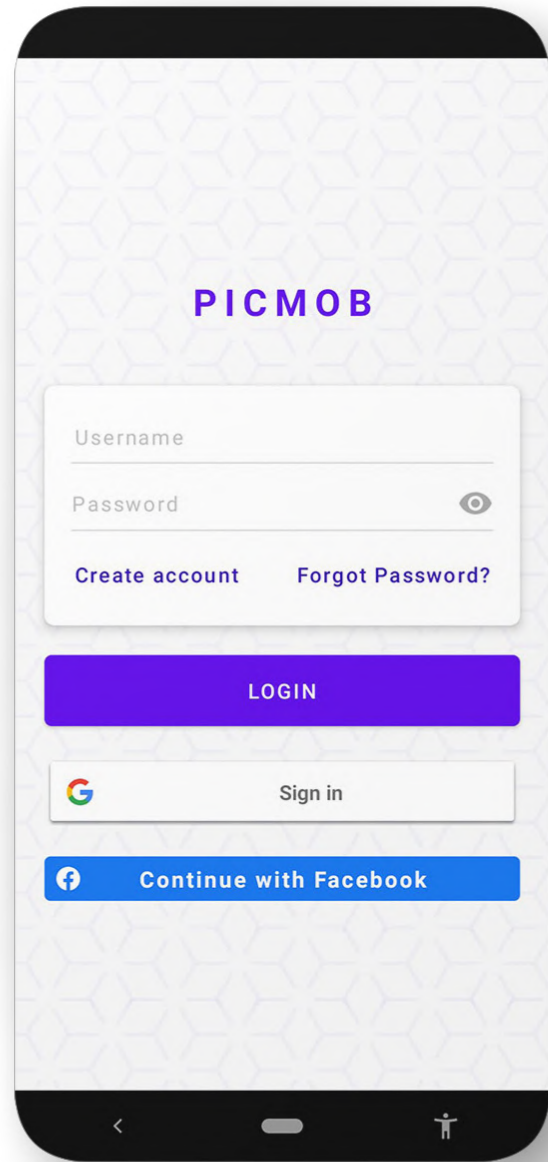 PICMOB
Username
Password
Create account Forgot Password?
LOGIN
Sign in
Continue with Facebook